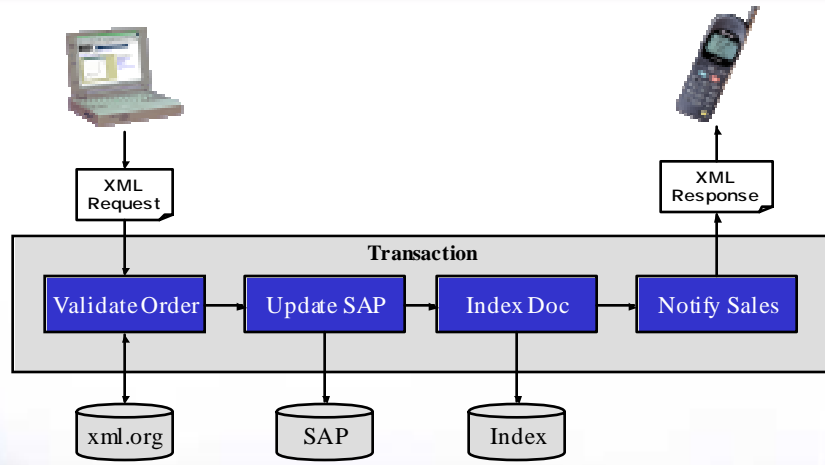 XML
Request
XML
Response
Transaction
Validate Order
Update SAP
Index Doc
Notify Sales
xml.org
SAP
Index